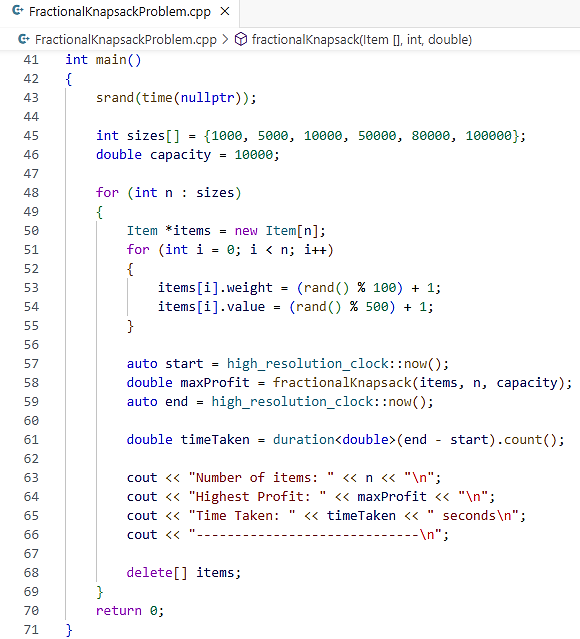 FractionalKnapsackProblem.cpp ×
FractionalKnapsackProblem.cpp > fractionalKnapsack(Item [], int, double)
41 int main()
42 {
43     srand(time(nullptr));
44
45     int sizes[] = {1000, 5000, 10000, 50000, 80000, 100000};
46     double capacity = 10000;
47
48     for (int n : sizes)
49     {
50         Item *items = new Item[n];
51         for (int i = 0; i < n; i++)
52         {
53             items[i].weight = (rand() % 100) + 1;
54             items[i].value = (rand() % 500) + 1;
55         }
56
57         auto start = high_resolution_clock::now();
58         double maxProfit = fractionalKnapsack(items, n, capacity);
59         auto end = high_resolution_clock::now();
60
61         double timeTaken = duration<double>(end - start).count();
62
63         cout << "Number of items: " << n << "\n";
64         cout << "Highest Profit: " << maxProfit << "\n";
65         cout << "Time Taken: " << timeTaken << " seconds\n";
66         cout << "-----------------------------\n";
67
68         delete[] items;
69     }
70     return 0;
71 }